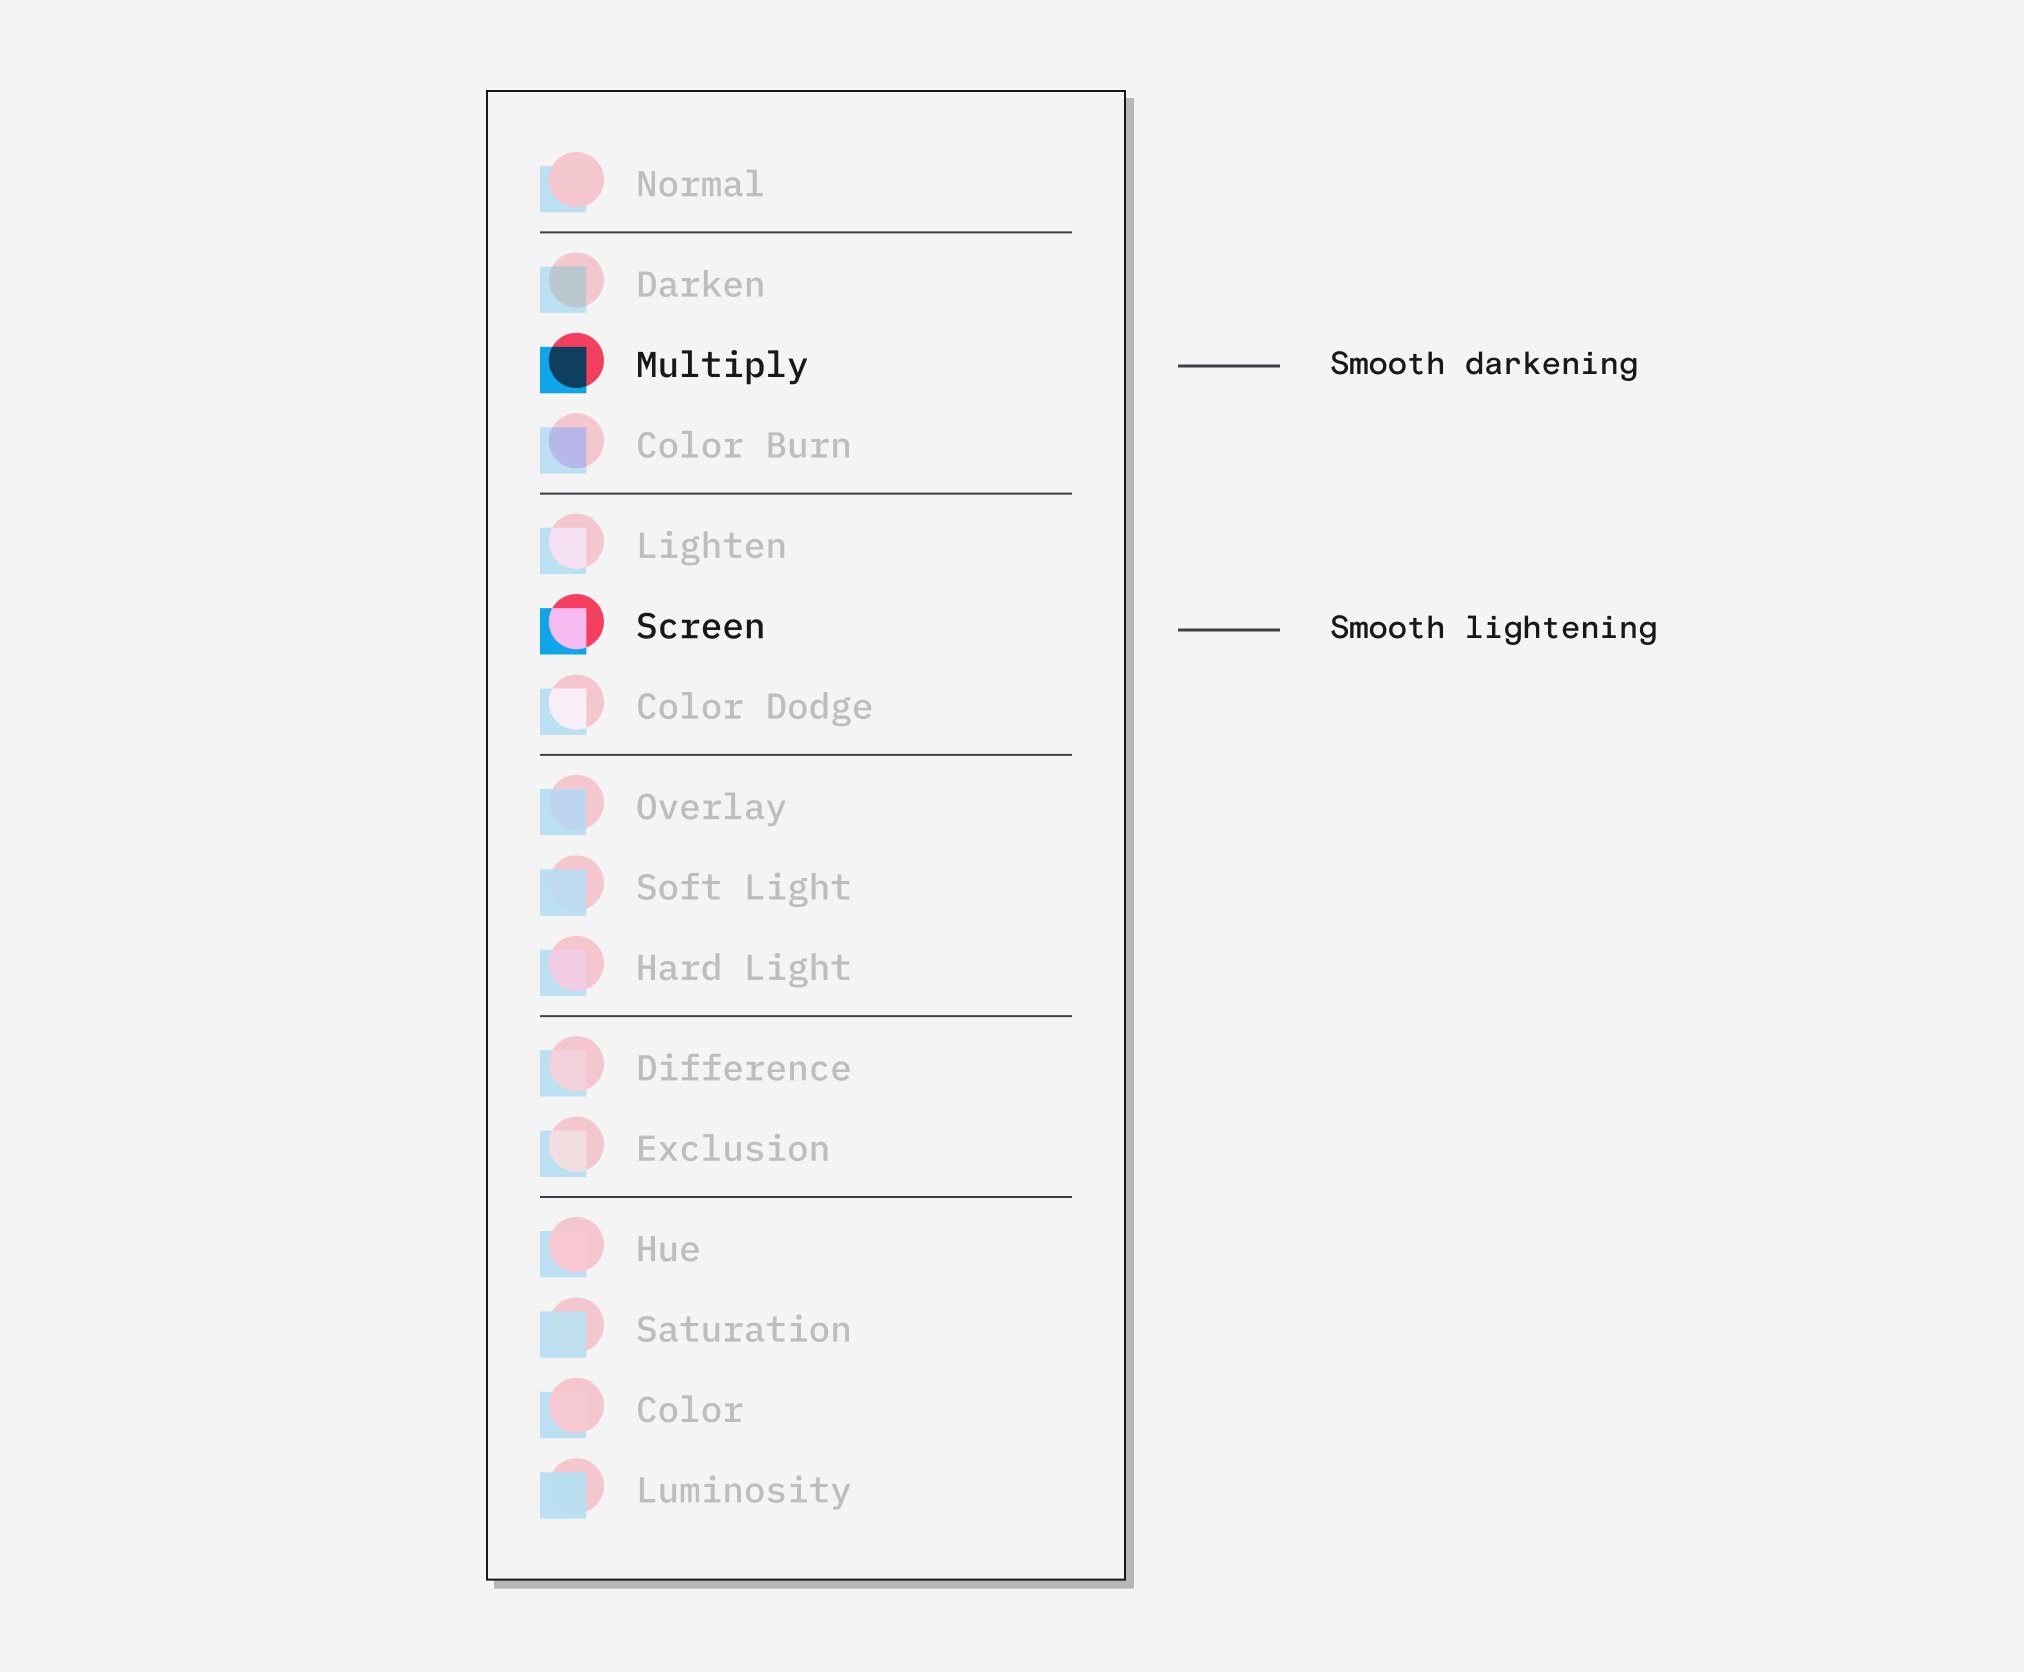 Normal
Darken
Multiply
Smooth darkening
Color Burn
Lighten
Screen
Smooth lightening
Color Dodge
Overlay
Soft Light
Hard Light
Difference
Exclusion
Hue
Saturation
Color
Luminosity